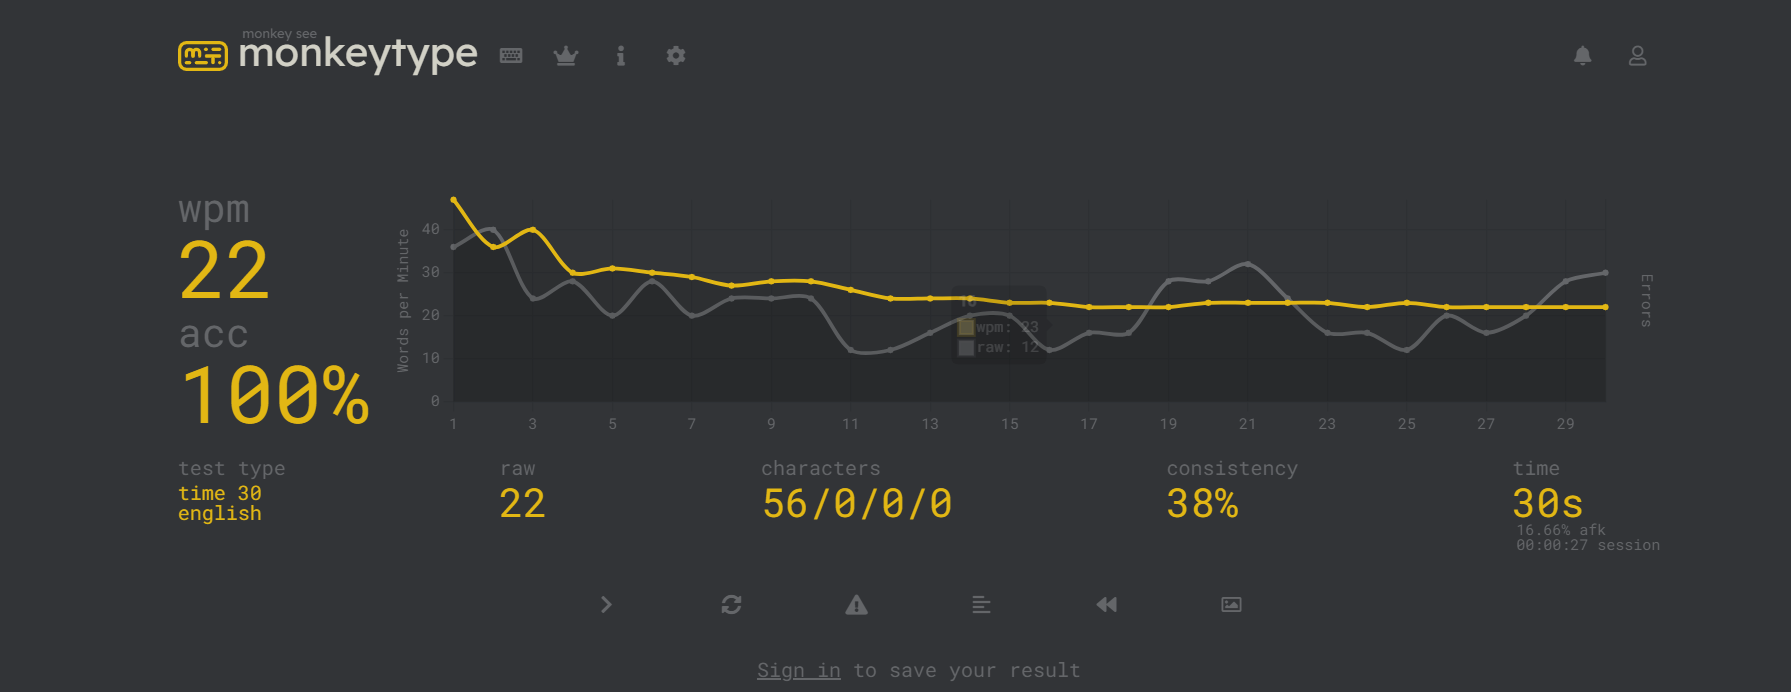 monkey see
monkeytype
wpm
22
acc
100%
Words per Minute
40
30
20
10
0
16
wpm: 23
raw: 12
Errors
1 3 5 7 9 11 13 15 17 19 21 23 25 27 29
test type
time 30
english
raw
22
characters
56/0/0/0
consistency
38%
time
30s
16.66% afk
00:00:27 session
Sign in to save your result